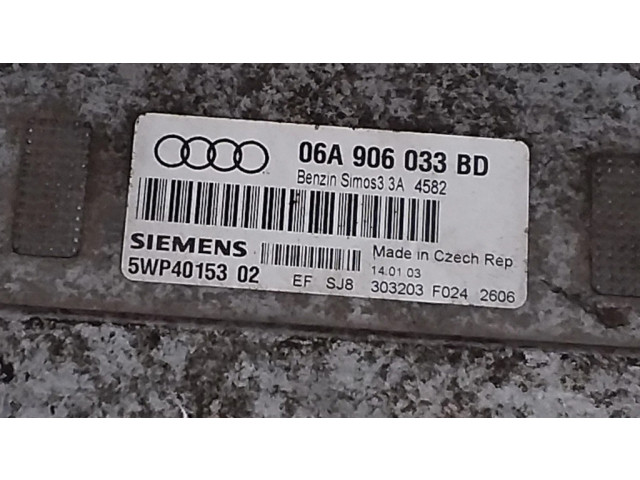 06A 906 033 BD
Benzin Simos3.3A 4582
SIEMENS
5WP40153 02
Made in Czech Rep
14.01 03
EF SJ8 303203 F024 2606